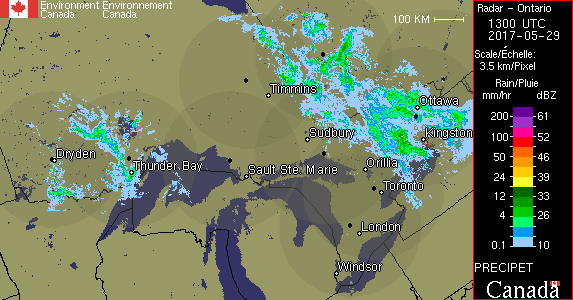 Environment Environnement
Canada Canada
100 KM
Radar - Ontario
1300 UTC
2017-05-29
Scale/Échelle:
3.5 km/Pixel
Rain/Pluie
mm/hr dBZ
200 61
100 52
50 46
24 39
12 33
4 26
1 20
0.1 10
PRECIPET
Canada
Timmins
Ottawa
Sudbury
Kingston
Dryden
Thunder Bay
Sault Ste. Marie
Orillia
Toronto
London
Windsor